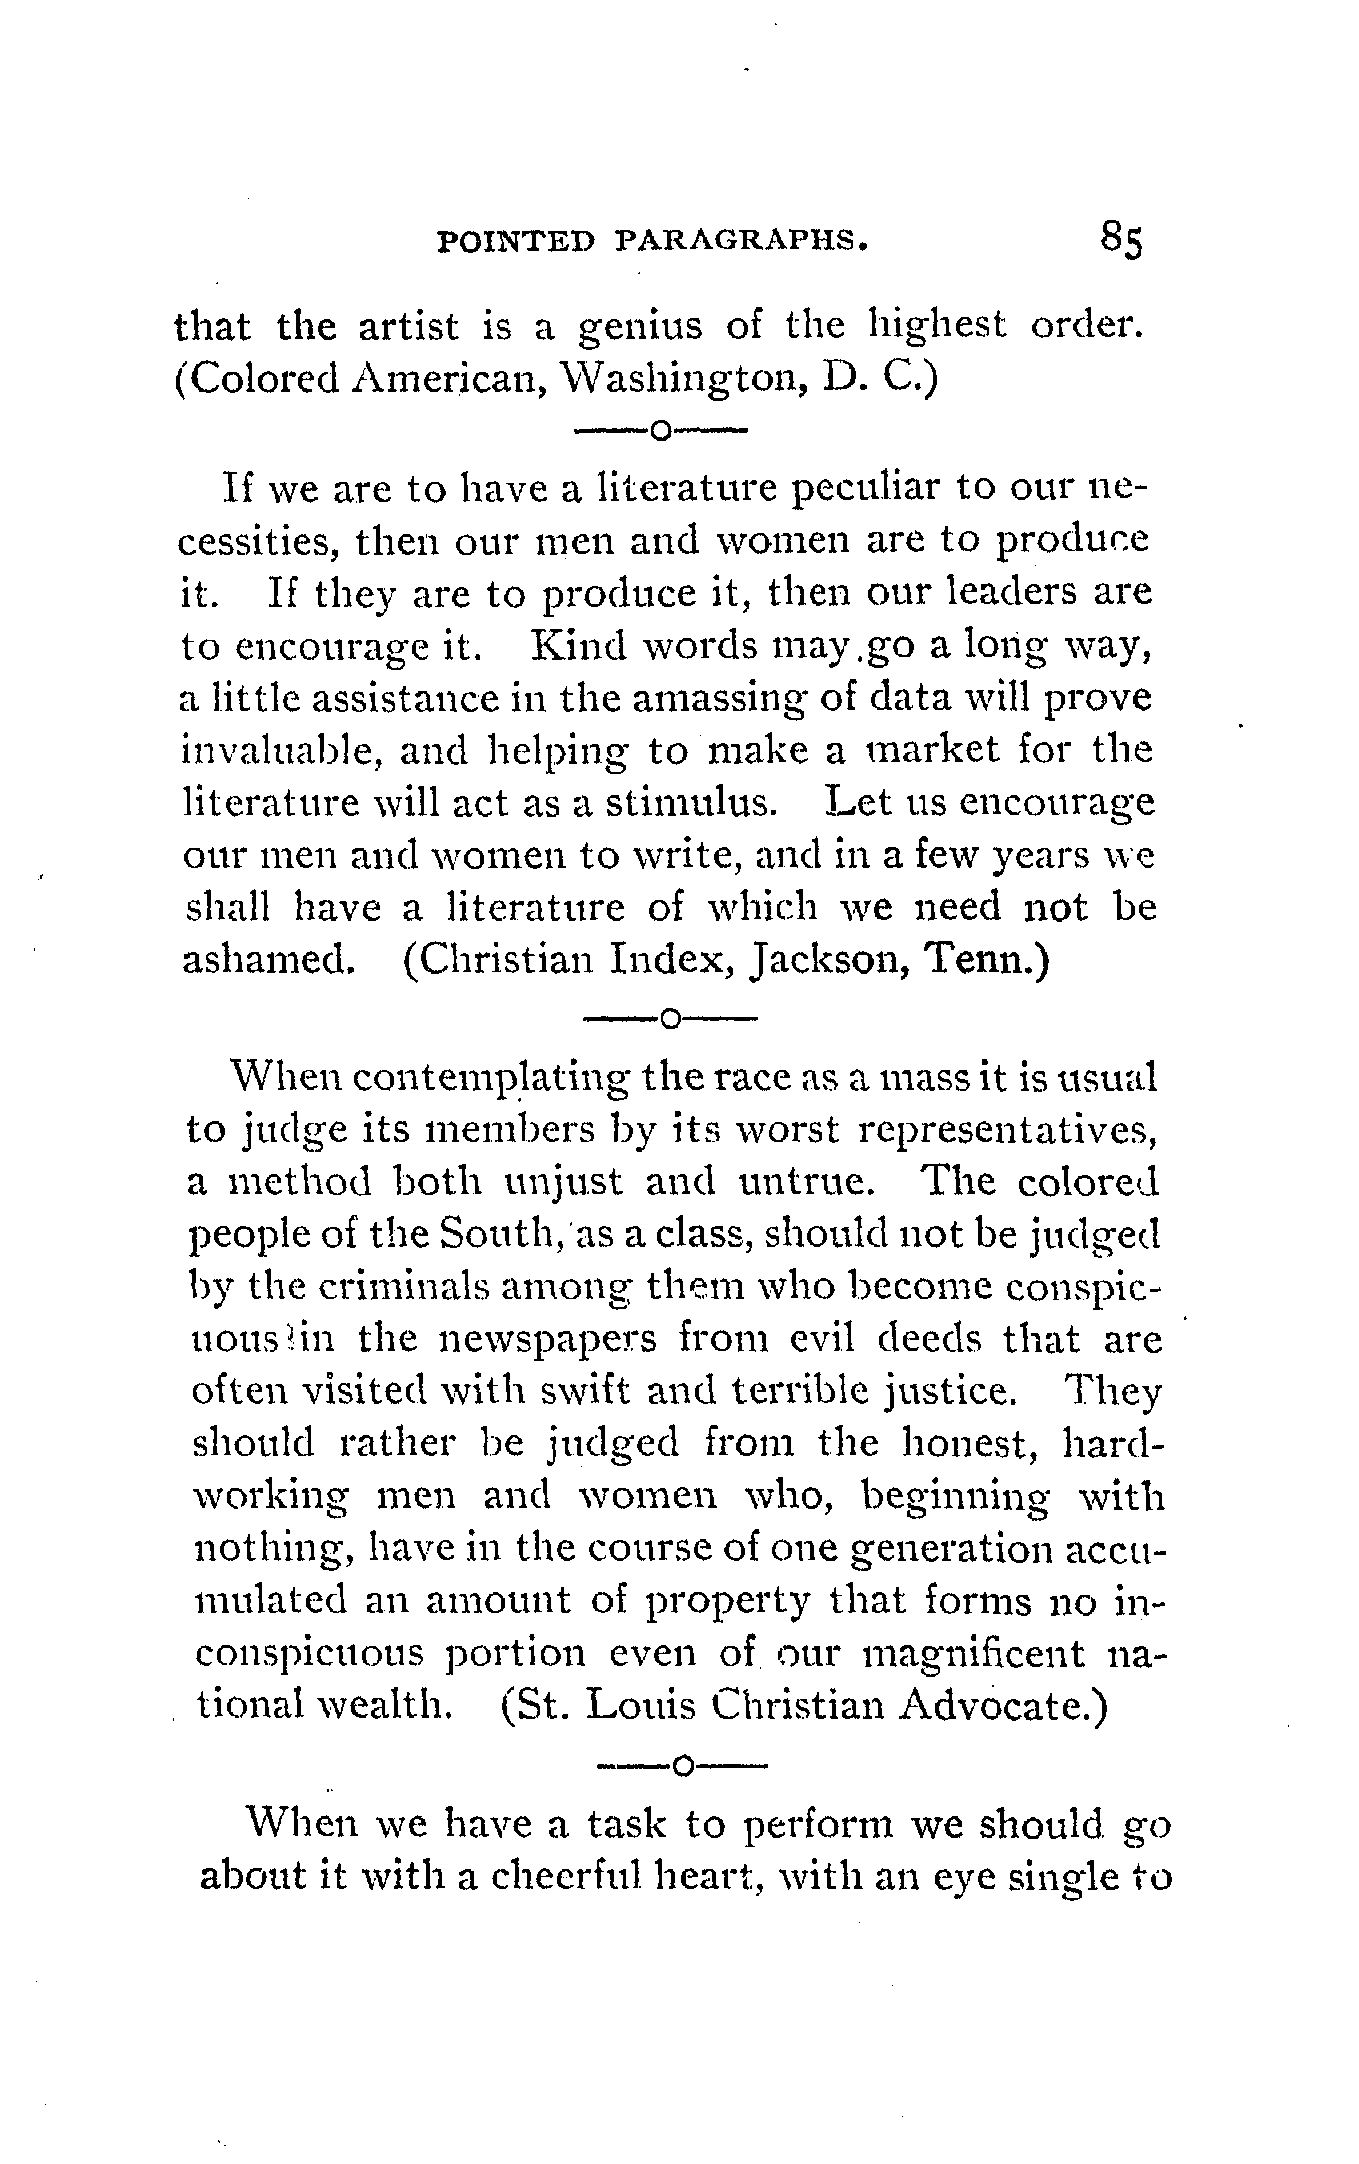 POINTED PARAGRAPHS. 85
that the artist is a genius of the highest order.
(Colored American, Washington, D. C.)
——o——
If we are to have a literature peculiar to our ne-
cessities, then our men and women are to produce
it. If they are to produce it, then our leaders are
to encourage it. Kind words may go a long way,
a little assistance in the amassing of data will prove
invaluable, and helping to make a market for the
literature will act as a stimulus. Let us encourage
our men and women to write, and in a few years we
shall have a literature of which we need not be
ashamed. (Christian Index, Jackson, Tenn.)
——o——
When contemplating the race as a mass it is usual
to judge its members by its worst representatives,
a method both unjust and untrue. The colored
people of the South, as a class, should not be judged
by the criminals among them who become conspic-
uous in the newspapers from evil deeds that are
often visited with swift and terrible justice. They
should rather be judged from the honest, hard-
working men and women who, beginning with
nothing, have in the course of one generation accu-
mulated an amount of property that forms no in-
conspicuous portion even of our magnificent na-
tional wealth. (St. Louis Christian Advocate.)
——o——
When we have a task to perform we should go
about it with a cheerful heart, with an eye single to